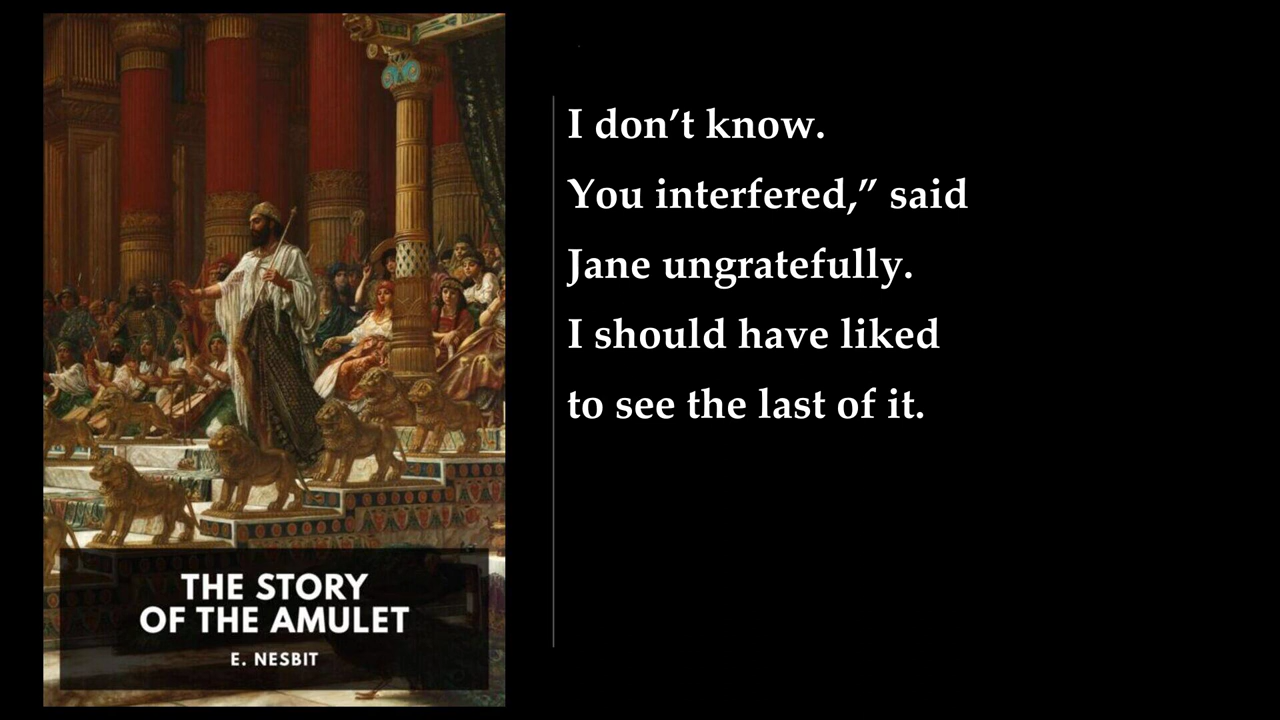 THE STORY
OF THE AMULET
E. NESBIT
I don’t know.
You interfered,” said
Jane ungratefully.
I should have liked
to see the last of it.